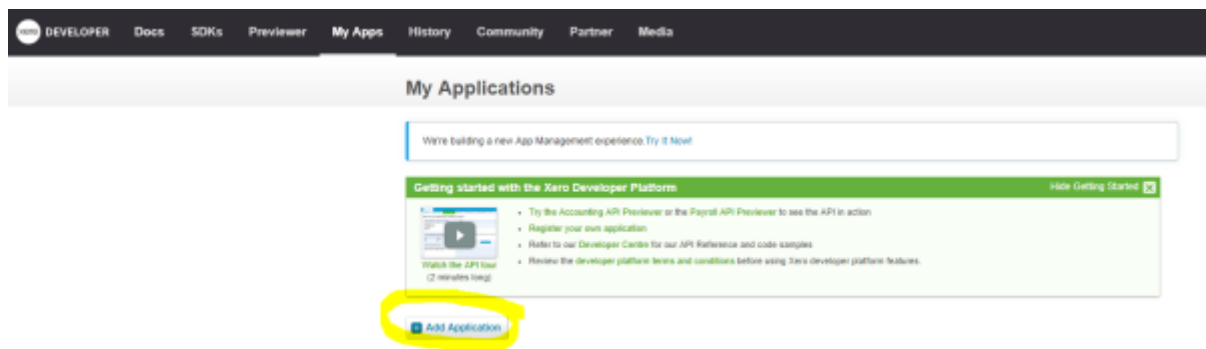 xero DEVELOPER Docs SDKs Previewer My Apps History Community Partner Media
My Applications
We're building a new App Management experience. Try It Now!
Getting started with the Xero Developer Platform Hide Getting Started
Try the Accounting API Previewer or the Payroll API Previewer to see the API in action
Register your own application
Refer to our Developer Centre for our API Reference and code samples
Review the developer platform terms and conditions before using Xero developer platform features.
Watch the API tour
(2 minutes long)
Add Application